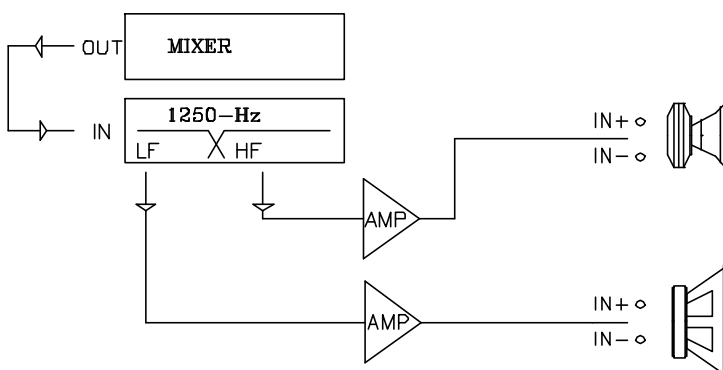 OUT MIXER
1250-Hz
IN
LF HF
IN+
IN-
AMP
IN+
AMP
IN-